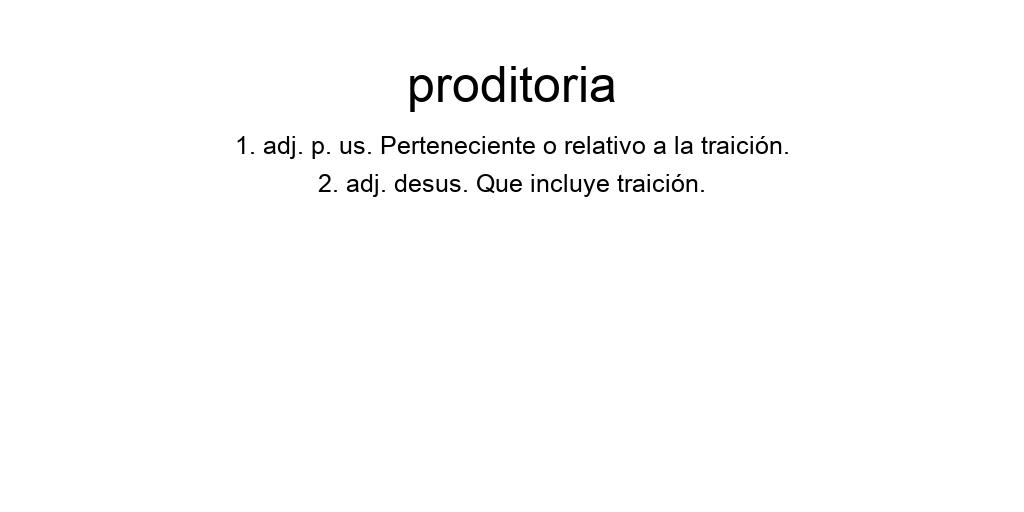 proditoria
1. adj. p. us. Perteneciente o relativo a la traición.
2. adj. desus. Que incluye traición.